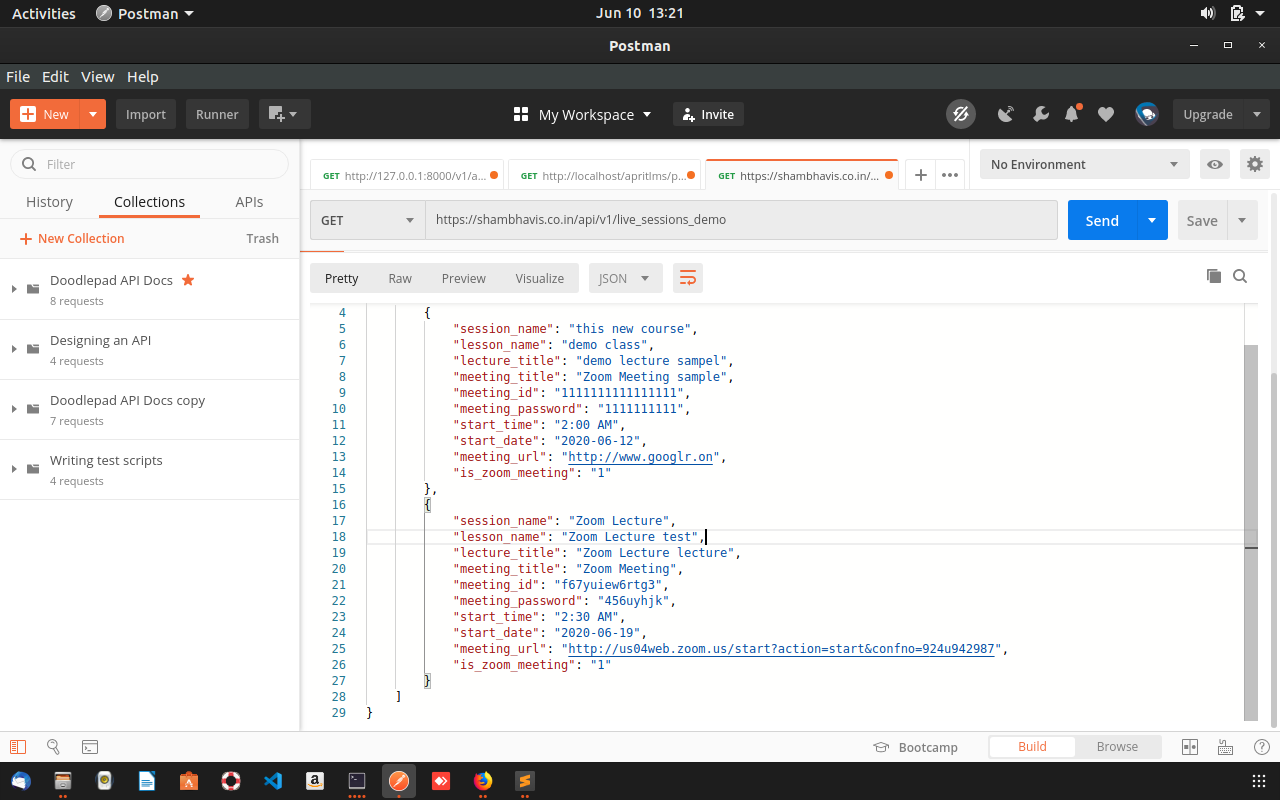 Activities Postman Jun 10 13:21
Postman
File Edit View Help
New Import Runner My Workspace Invite Upgrade
Filter
History Collections APIs
New Collection Trash
Doodlepad API Docs
8 requests
Designing an API
4 requests
Doodlepad API Docs copy
7 requests
Writing test scripts
4 requests
GET http://127.0.0.1:8000/v1/a... GET http://localhost/apritlms/p... GET https://shambhavis.co.in/... No Environment
GET https://shambhavis.co.in/api/v1/live_sessions_demo Send Save
Pretty Raw Preview Visualize JSON
4 {
5 "session_name": "this new course",
6 "lesson_name": "demo class",
7 "lecture_title": "demo lecture sampel",
8 "meeting_title": "Zoom Meeting sample",
9 "meeting_id": "1111111111111111",
10 "meeting_password": "1111111111",
11 "start_time": "2:00 AM",
12 "start_date": "2020-06-12",
13 "meeting_url": "http://www.googlr.on",
14 "is_zoom_meeting": "1"
15 },
16 {
17 "session_name": "Zoom Lecture",
18 "lesson_name": "Zoom Lecture test",
19 "lecture_title": "Zoom Lecture lecture",
20 "meeting_title": "Zoom Meeting",
21 "meeting_id": "f67yuiew6rtg3",
22 "meeting_password": "456uyhjk",
23 "start_time": "2:30 AM",
24 "start_date": "2020-06-19",
25 "meeting_url": "http://us04web.zoom.us/start?action=start&confno=924u942987",
26 "is_zoom_meeting": "1"
27 }
28 ]
29 }
Bootcamp Build Browse